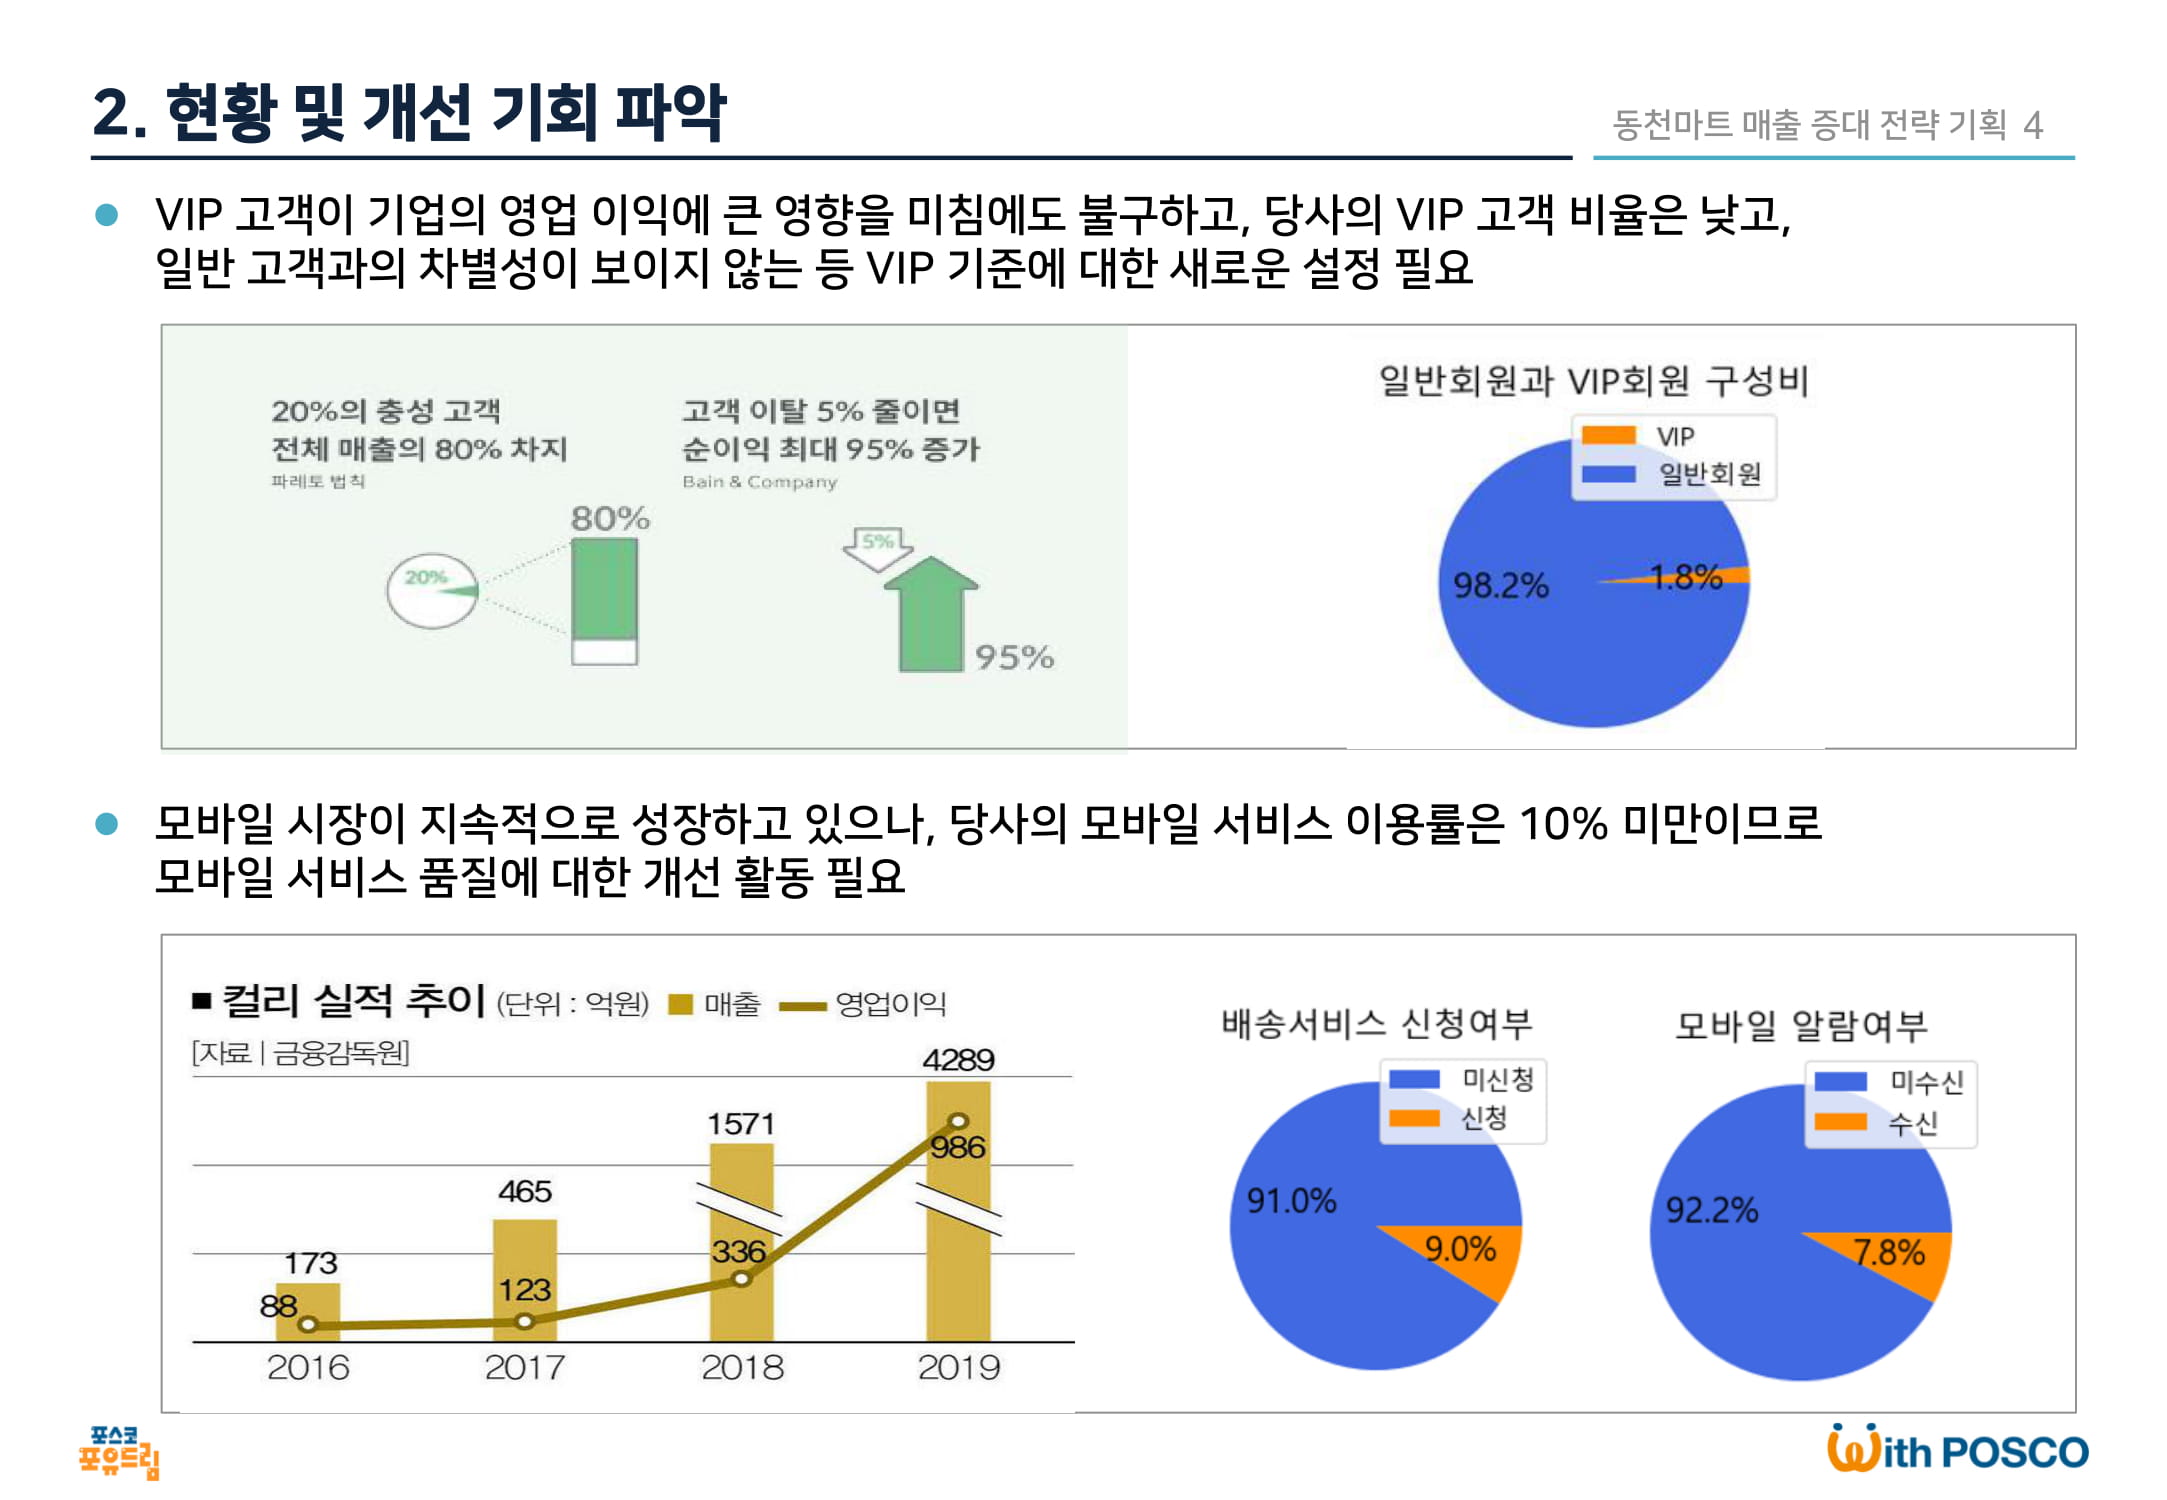 2. 현황 및 개선 기회 파악
동천마트 매출 증대 전략 기획 4
VIP 고객이 기업의 영업 이익에 큰 영향을 미침에도 불구하고, 당사의 VIP 고객 비율은 낮고,
일반 고객과의 차별성이 보이지 않는 등 VIP 기준에 대한 새로운 설정 필요
20%의 충성 고객
전체 매출의 80% 차지
파레토 법칙
80%
20%
고객 이탈 5% 줄이면
순이익 최대 95% 증가
Bain & Company
5%
95%
일반회원과 VIP회원 구성비
VIP
일반회원
98.2%
1.8%
모바일 시장이 지속적으로 성장하고 있으나, 당사의 모바일 서비스 이용률은 10% 미만이므로
모바일 서비스 품질에 대한 개선 활동 필요
■ 컬리 실적 추이 (단위 : 억원) 매출 영업이익
[자료 | 금융감독원]
173
465
1571
4289
88
123
336
986
2016 2017 2018 2019
배송서비스 신청여부
미신청
신청
91.0%
9.0%
모바일 알람여부
미수신
수신
92.2%
7.8%
포스코
포유드림
With POSCO